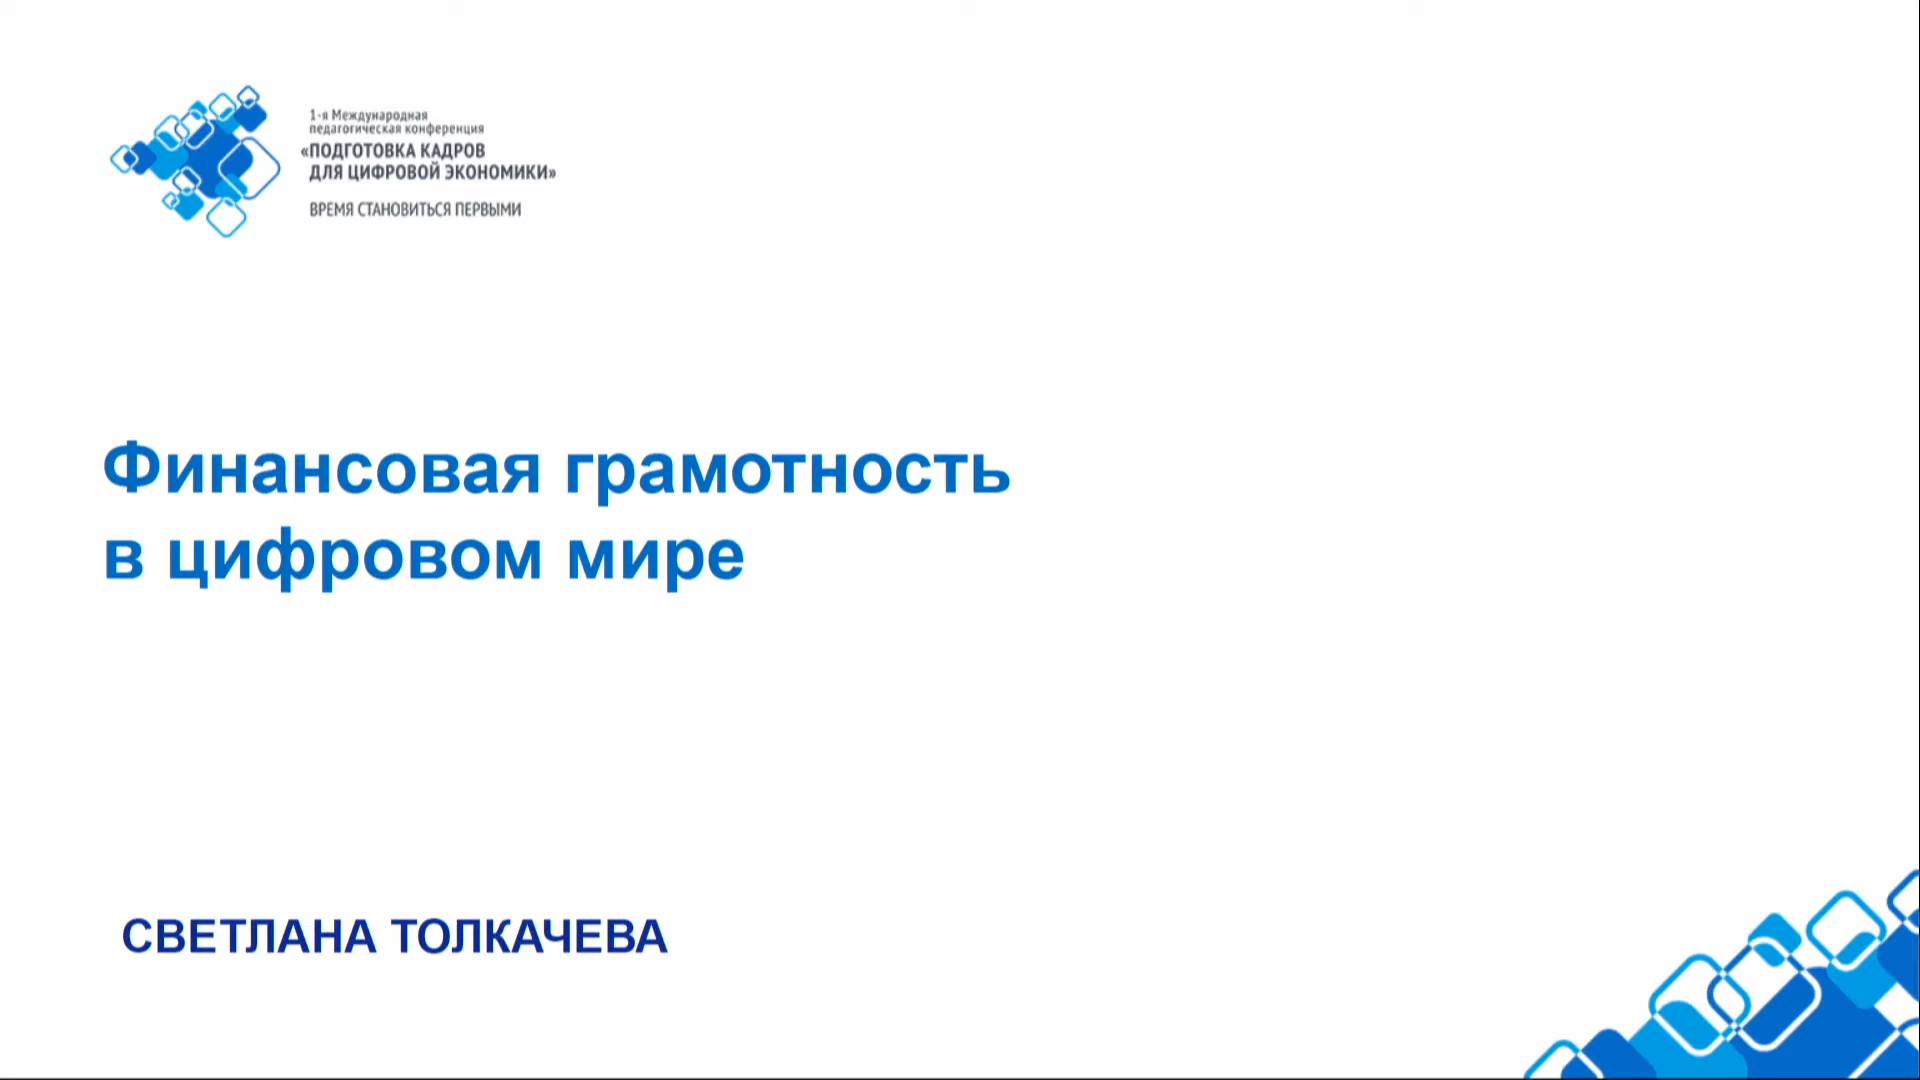 1-я Международная
педагогическая конференция
«ПОДГОТОВКА КАДРОВ
ДЛЯ ЦИФРОВОЙ ЭКОНОМИКИ»
ВРЕМЯ СТАНОВИТЬСЯ ПЕРВЫМИ
Финансовая грамотность
в цифровом мире
СВЕТЛАНА ТОЛКАЧЕВА